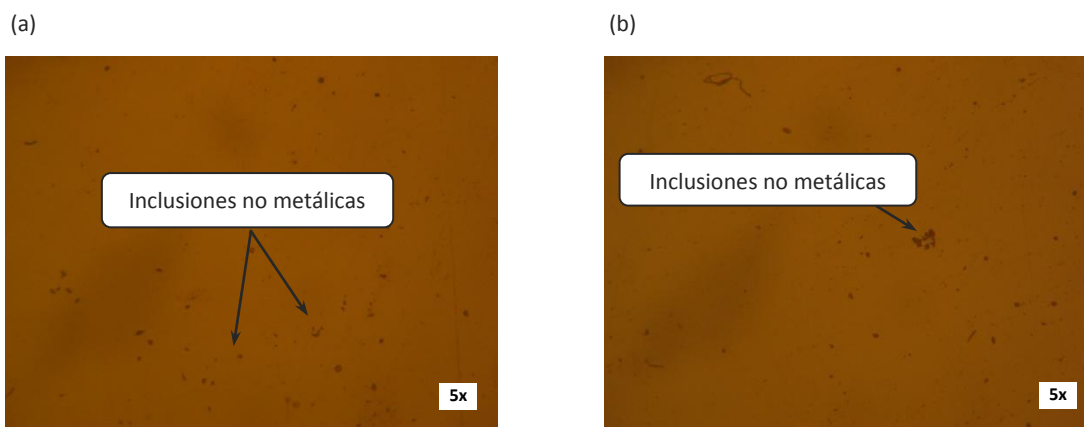 (a)
(b)
Inclusiones no metálicas
Inclusiones no metálicas
5x
5x